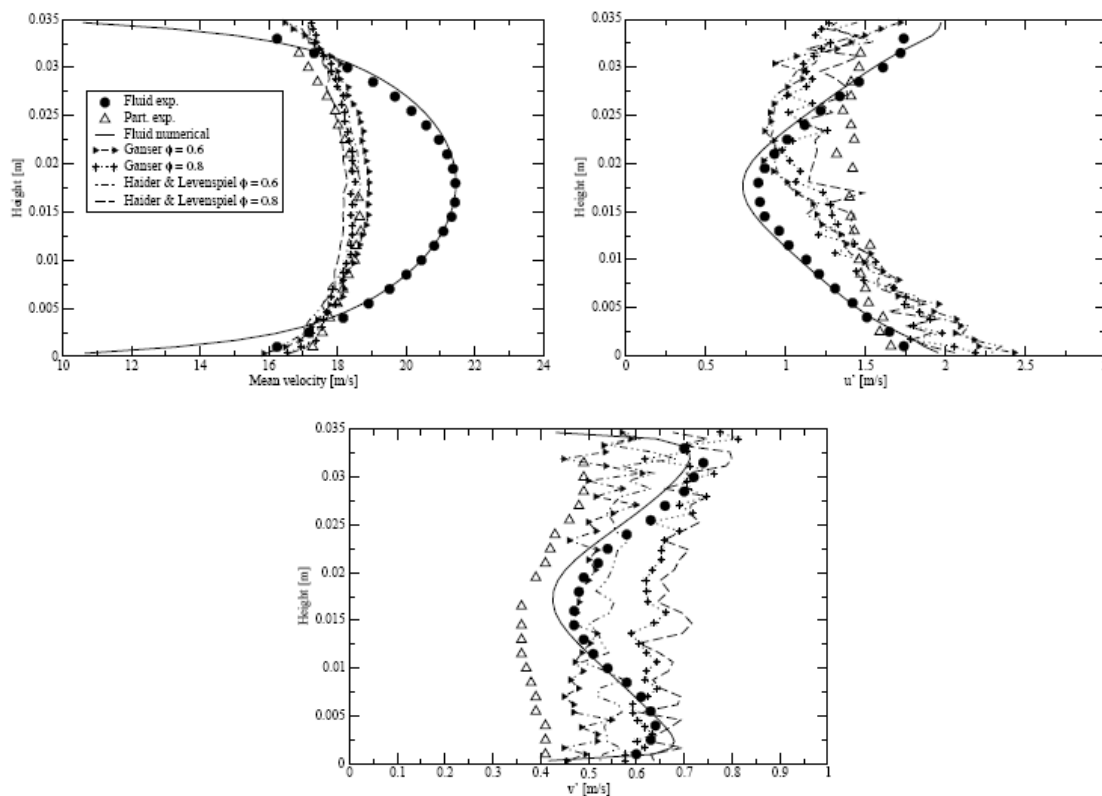 0.035
0.03
0.025
0.02
0.015
0.01
0.005
0
Height [m]
Fluid exp.
Part. exp.
Fluid numerical
Ganser ϕ = 0.6
Ganser ϕ = 0.8
Haider & Levenspiel ϕ = 0.6
Haider & Levenspiel ϕ = 0.8
10 12 14 16 18 20 22 24
Mean velocity [m/s]
0.035
0.03
0.025
0.02
0.015
0.01
0.005
0
Height [m]
0 0.5 1 1.5 2 2.5 3
u' [m/s]
0.035
0.03
0.025
0.02
0.015
0.01
0.005
0
Height [m]
0 0.1 0.2 0.3 0.4 0.5 0.6 0.7 0.8 0.9 1
v' [m/s]